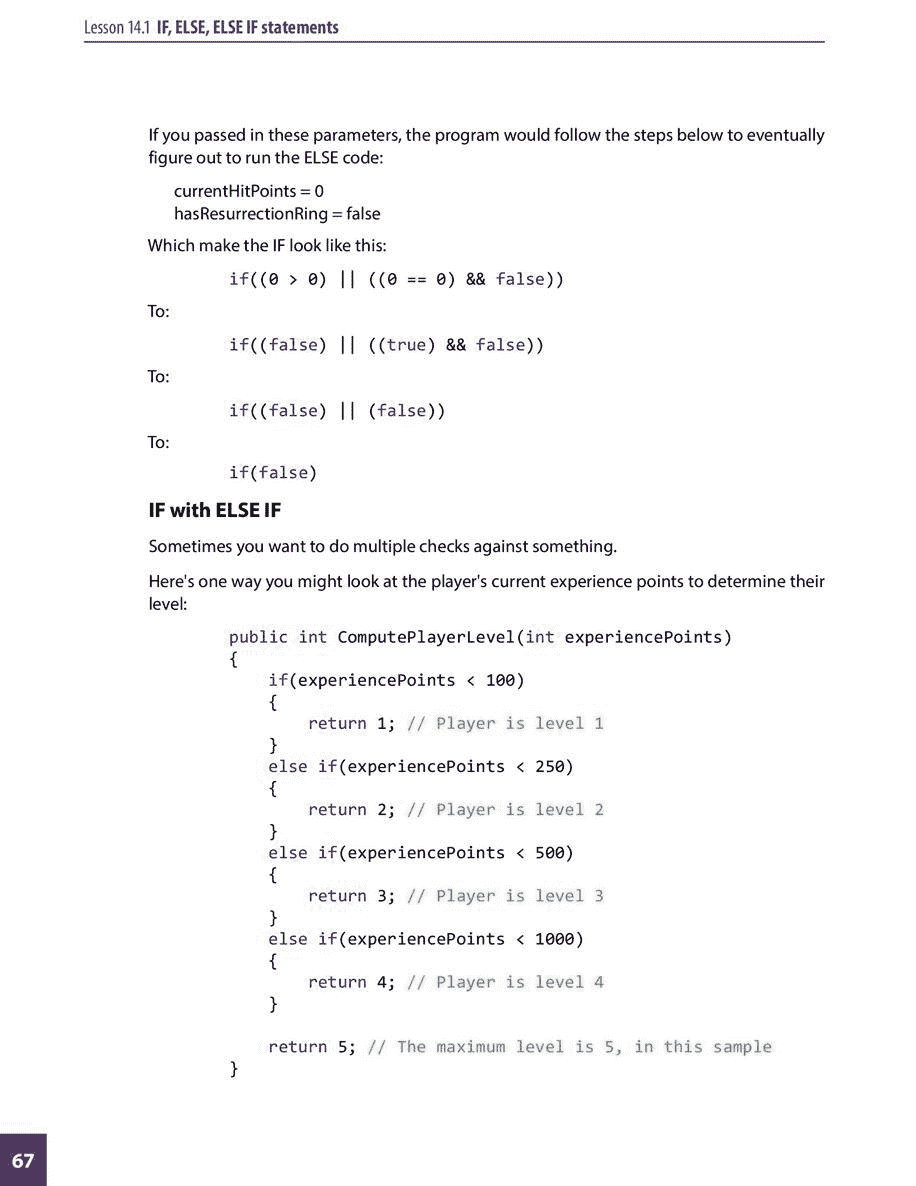 Lesson 14.1 IF, ELSE, ELSE IF statements
If you passed in these parameters, the program would follow the steps below to eventually
figure out to run the ELSE code:
currentHitPoints = 0
hasResurrectionRing = false
Which make the IF look like this:
if((0 > 0) || ((0 == 0) && false))
To:
if((false) || ((true) && false))
To:
if((false) || (false))
To:
if(false)
IF with ELSE IF
Sometimes you want to do multiple checks against something.
Here's one way you might look at the player's current experience points to determine their
level:
public int ComputePlayerLevel(int experiencePoints)
{
    if(experiencePoints < 100)
    {
        return 1; // Player is level 1
    }
    else if(experiencePoints < 250)
    {
        return 2; // Player is level 2
    }
    else if(experiencePoints < 500)
    {
        return 3; // Player is level 3
    }
    else if(experiencePoints < 1000)
    {
        return 4; // Player is level 4
    }
    return 5; // The maximum level is 5, in this sample
}
67